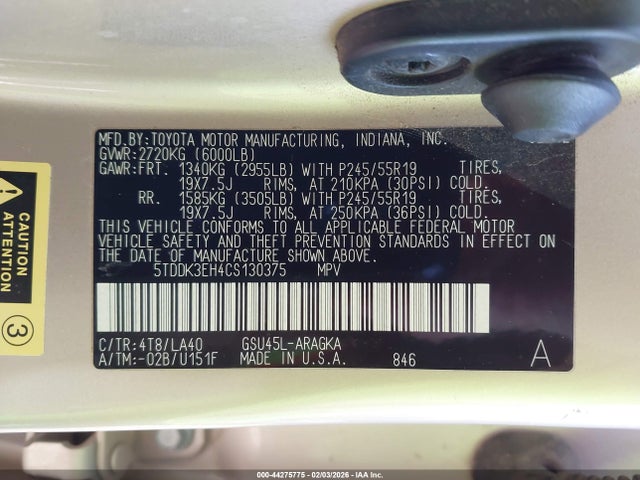 MFD.BY:TOYOTA MOTOR MANUFACTURING, INDIANA, INC.
GVWR:2720KG (6000LB)
GAWR:FRT. 1340KG (2955LB) WITH P245/55R19 TIRES,
19X7.5J RIMS, AT 210KPA (30PSI) COLD.
RR. 1585KG (3505LB) WITH P245/55R19 TIRES,
19X7.5J RIMS, AT 250KPA (36PSI) COLD.
THIS VEHICLE CONFORMS TO ALL APPLICABLE FEDERAL MOTOR
VEHICLE SAFETY AND THEFT PREVENTION STANDARDS IN EFFECT ON
THE DATE OF MANUFACTURE SHOWN ABOVE.
5TDDK3EH4CS130375 MPV
C/TR:4T8/LA40 GSU45L-ARAGKA
A/TM:-02B/U151F MADE IN U.S.A. 846 A
CAUTION
ATTENTION
3
000-44275775 - 02/03/2026 - IAA Inc.